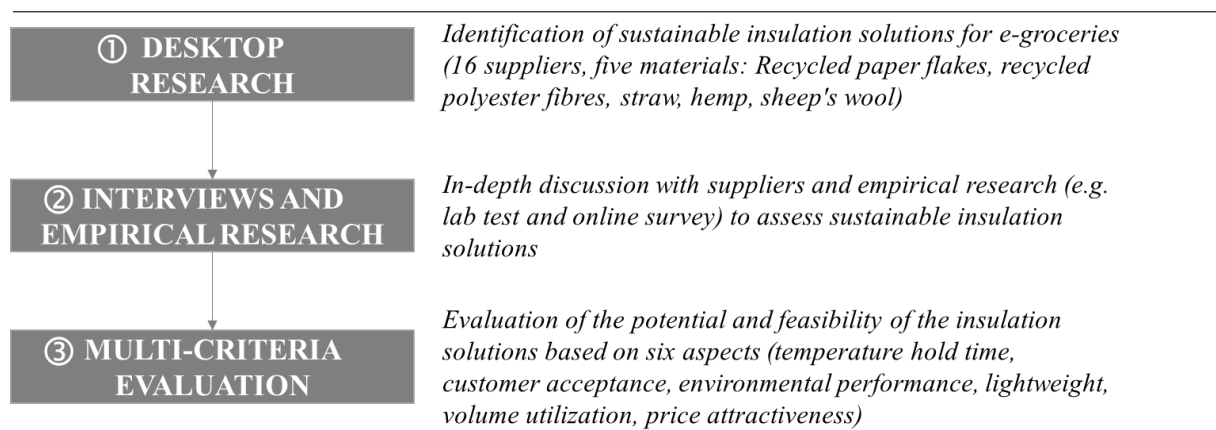 ① DESKTOP
RESEARCH
Identification of sustainable insulation solutions for e-groceries
(16 suppliers, five materials: Recycled paper flakes, recycled
polyester fibres, straw, hemp, sheep's wool)
② INTERVIEWS AND
EMPIRICAL RESEARCH
In-depth discussion with suppliers and empirical research (e.g.
lab test and online survey) to assess sustainable insulation
solutions
③ MULTI-CRITERIA
EVALUATION
Evaluation of the potential and feasibility of the insulation
solutions based on six aspects (temperature hold time,
customer acceptance, environmental performance, lightweight,
volume utilization, price attractiveness)